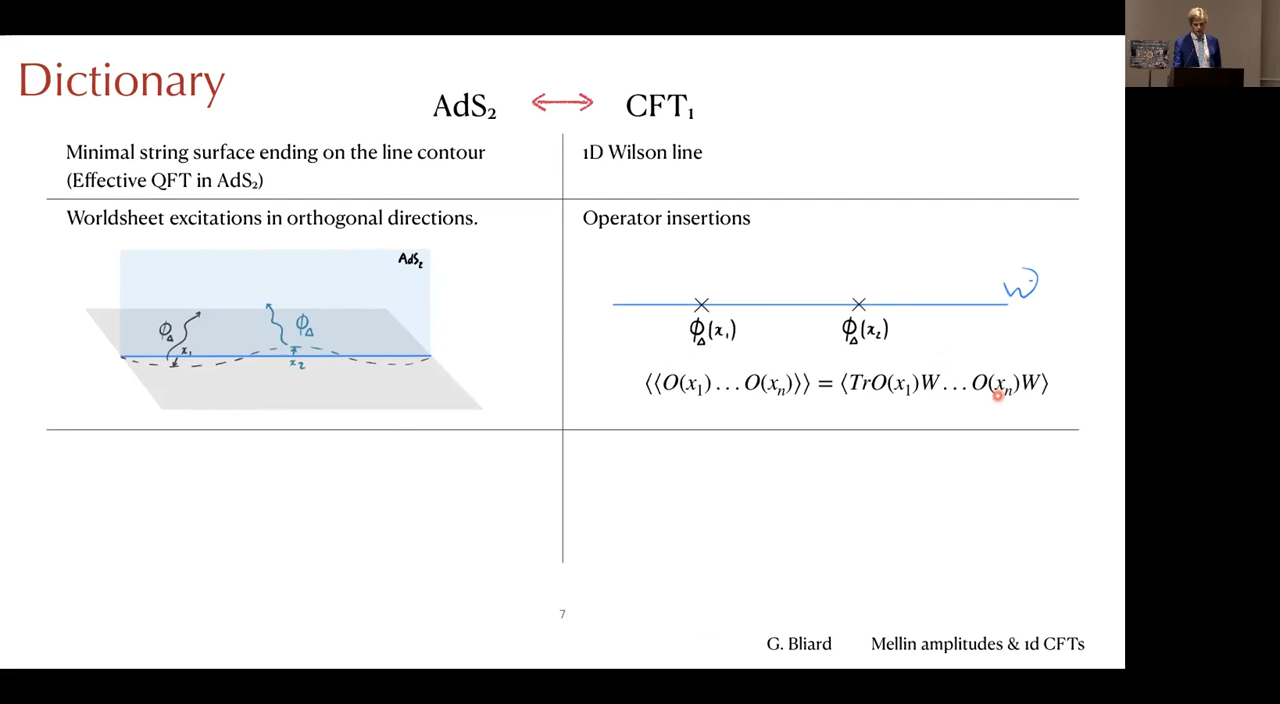 Dictionary
AdS₂ ⟷ CFT₁
Minimal string surface ending on the line contour
(Effective QFT in AdS₂)
1D Wilson line
Worldsheet excitations in orthogonal directions.
Operator insertions
AdS₂
ϕ_Δ
x₁
ϕ_Δ
x₂
W
ϕ_Δ(x₁)
ϕ_Δ(x₂)
⟨⟨O(x₁)…O(xₙ)⟩⟩ = ⟨TrO(x₁)W…O(xₙ)W⟩
7
G. Bliard
Mellin amplitudes & 1d CFTs